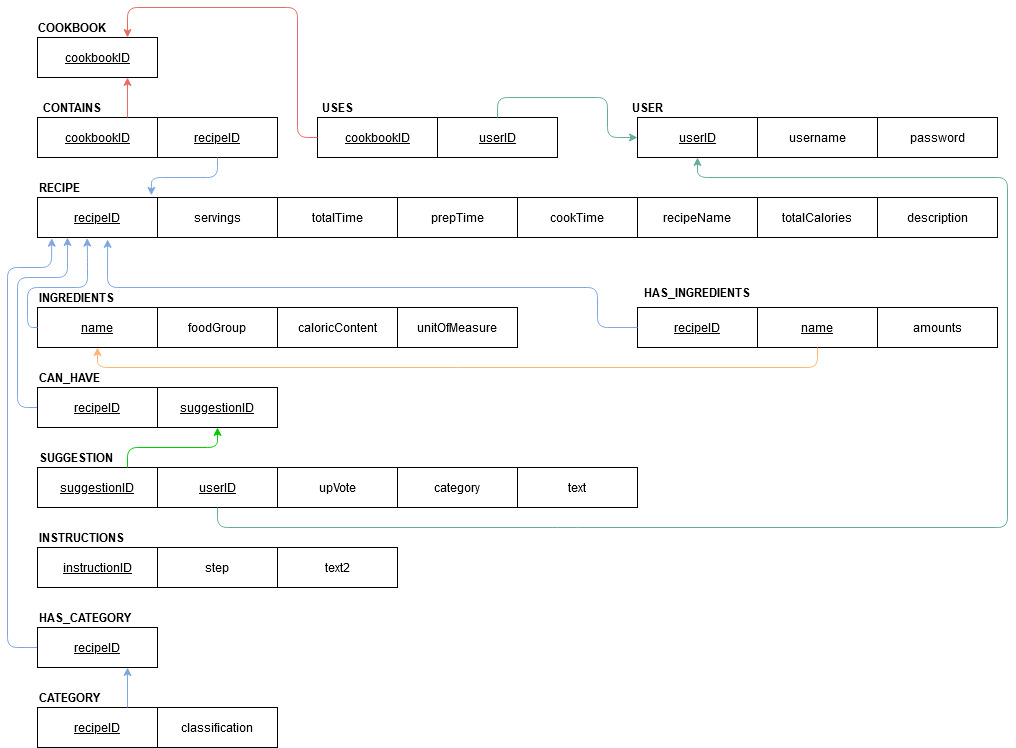 COOKBOOK
cookbookID
CONTAINS USES USER
cookbookID recipeID cookbookID userID userID username password
RECIPE
recipeID servings totalTime prepTime cookTime recipeName totalCalories description
INGREDIENTS HAS_INGREDIENTS
name foodGroup caloricContent unitOfMeasure recipeID name amounts
CAN_HAVE
recipeID suggestionID
SUGGESTION
suggestionID userID upVote category text
INSTRUCTIONS
instructionID step text2
HAS_CATEGORY
recipeID
CATEGORY
recipeID classification